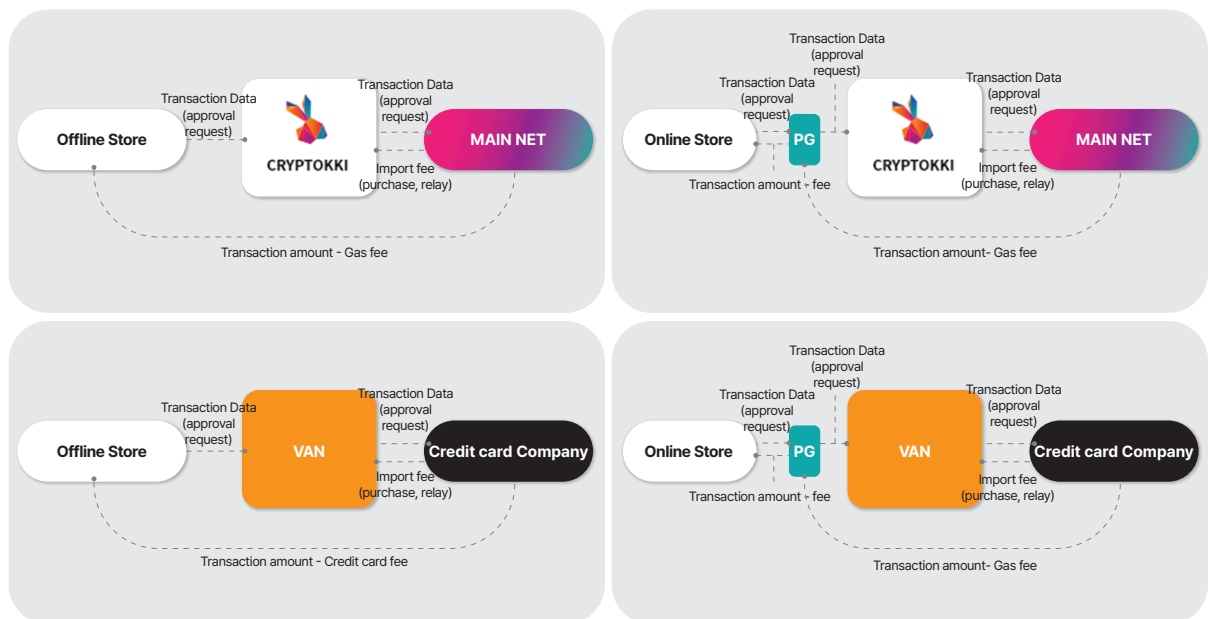 Transaction Data
(approval
request)
Transaction Data
(approval
request)
Offline Store
CRYPTOKKI
MAIN NET
Import fee
(purchase, relay)
Transaction amount - Gas fee
Transaction Data
(approval
request)
Transaction Data
(approval
request)
Transaction Data
(approval
request)
Online Store
PG
CRYPTOKKI
MAIN NET
Import fee
(purchase, relay)
Transaction amount - fee
Transaction amount- Gas fee
Transaction Data
(approval
request)
Transaction Data
(approval
request)
Offline Store
VAN
Credit card Company
Import fee
(purchase, relay)
Transaction amount - Credit card fee
Transaction Data
(approval
request)
Transaction Data
(approval
request)
Transaction Data
(approval
request)
Online Store
PG
VAN
Credit card Company
Import fee
(purchase, relay)
Transaction amount - fee
Transaction amount- Gas fee